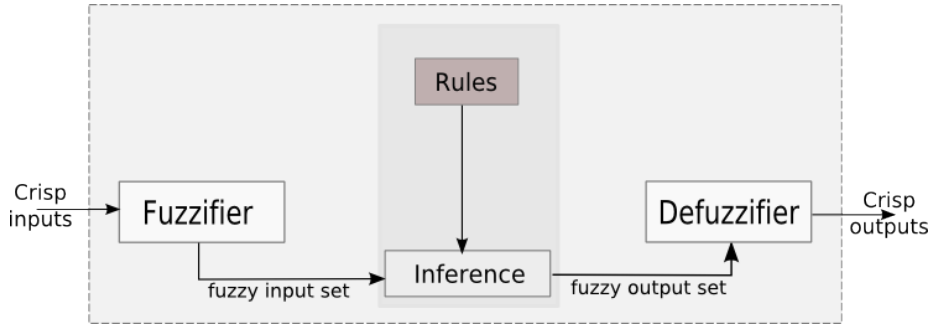 Rules
Crisp
inputs
Fuzzifier
Defuzzifier
Crisp
outputs
Inference
fuzzy input set
fuzzy output set